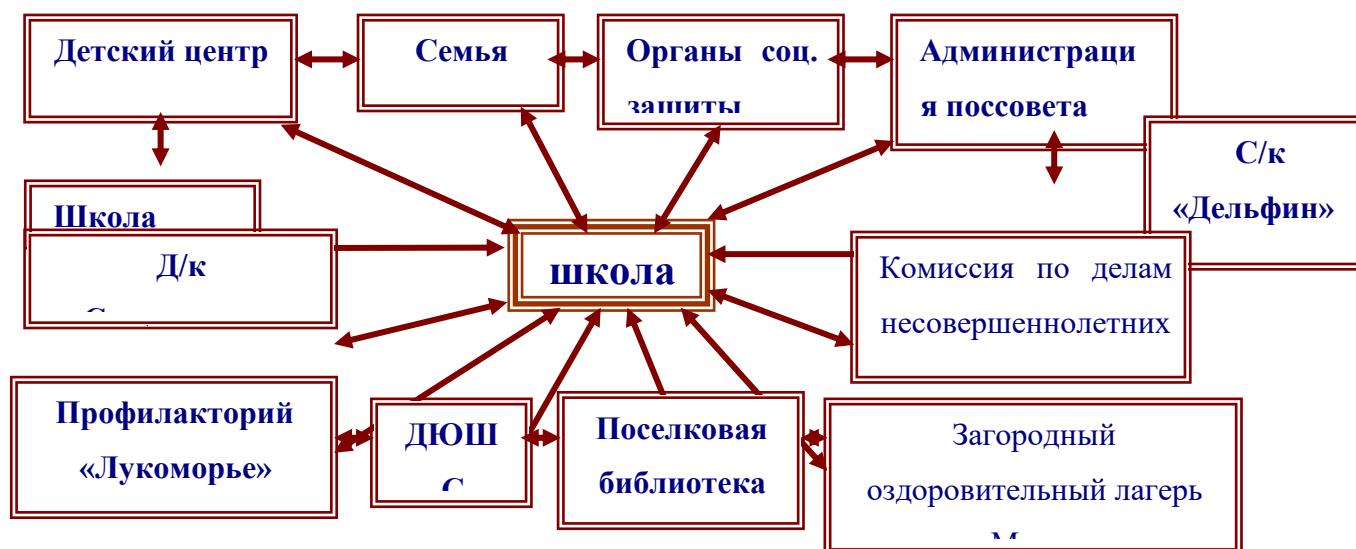 Детский центр
Семья
Органы соц.
защиты
Администраци
я поссовета
С/к
«Дельфин»
Школа
Д/к
школа
Комиссия по делам
несовершеннолетних
Профилакторий
«Лукоморье»
ДЮШ
С
Поселковая
библиотека
Загородный
оздоровительный лагерь